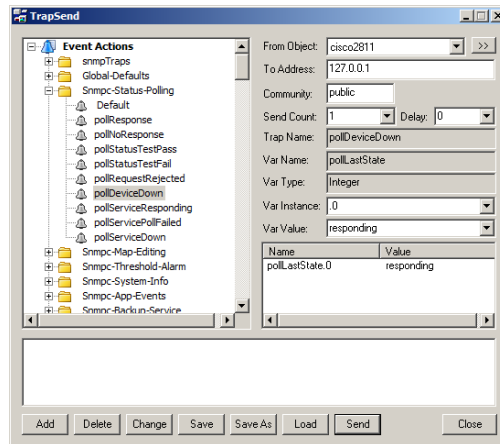 TrapSend
Event Actions
snmpTraps
Global-Defaults
Snmpc-Status-Polling
Default
pollResponse
pollNoResponse
pollStatusTestPass
pollStatusTestFail
pollRequestRejected
pollDeviceDown
pollServiceResponding
pollServicePollFailed
pollServiceDown
Snmpc-Map-Editing
Snmpc-Threshold-Alarm
Snmpc-System-Info
Snmpc-App-Events
Snmpc-Backup-Service
From Object: cisco2811 >>
To Address: 127.0.0.1
Community: public
Send Count: 1 Delay: 0
Trap Name: pollDeviceDown
Var Name: pollLastState
Var Type: Integer
Var Instance: .0
Var Value: responding
Name Value
pollLastState.0 responding
Add Delete Change Save Save As Load Send Close